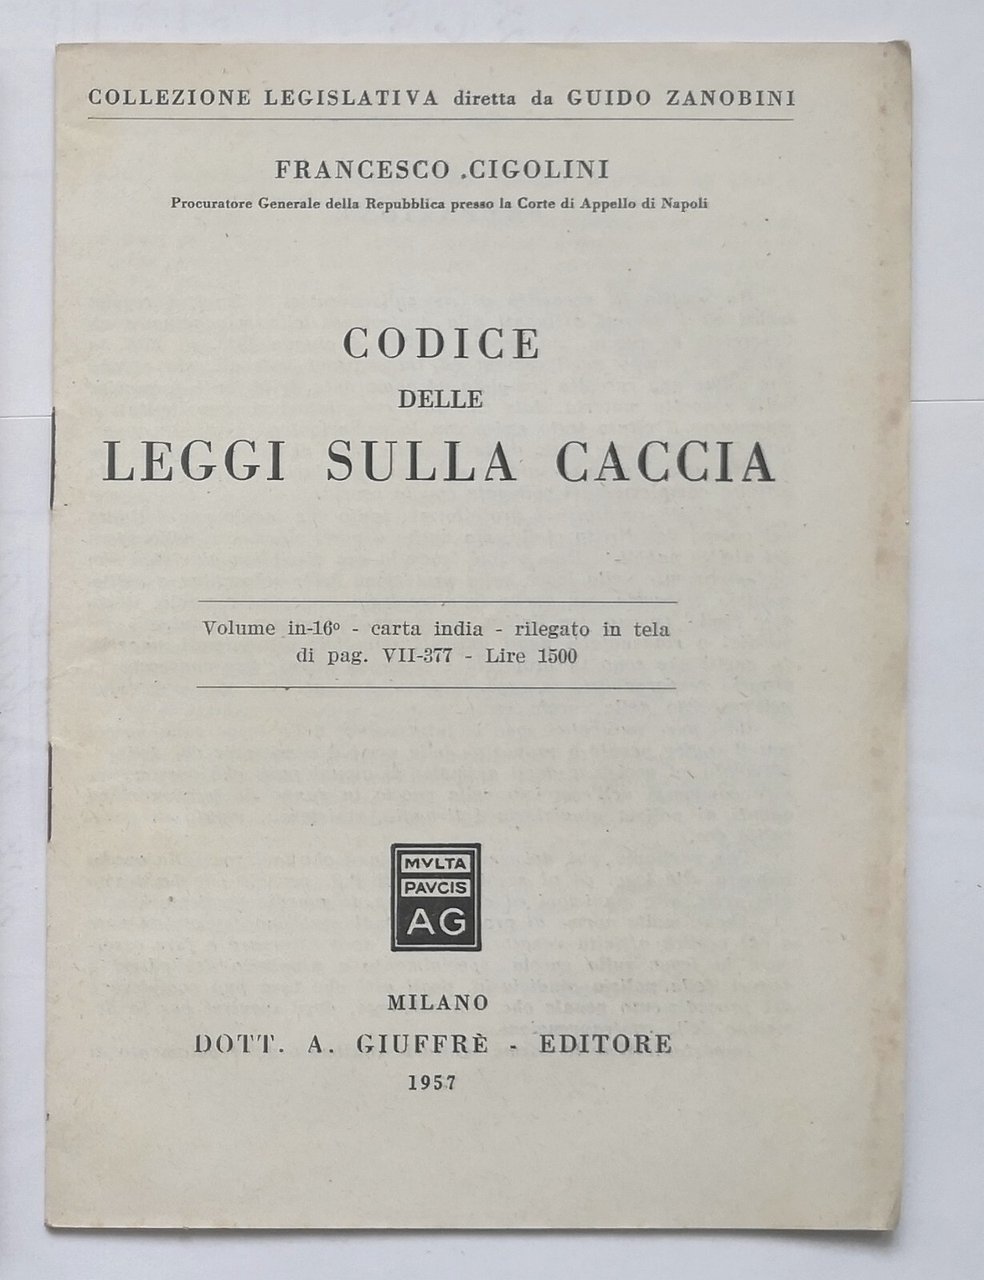 COLLEZIONE LEGISLATIVA diretta da GUIDO ZANOBINI
FRANCESCO CIGOLINI
Procuratore Generale della Repubblica presso la Corte di Appello di Napoli
CODICE
DELLE
LEGGI SULLA CACCIA
Volume in-16º - carta india - rilegato in tela
di pag. VII-377 - Lire 1500
MVLTA
PAVCIS
AG
MILANO
DOTT. A. GIUFFRÈ - EDITORE
1957